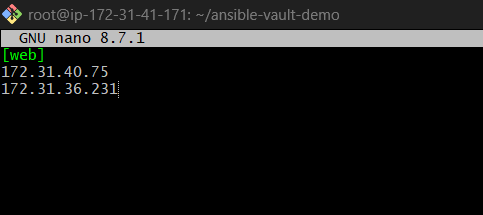 root@ip-172-31-41-171: ~/ansible-vault-demo
GNU nano 8.7.1
[web]
172.31.40.75
172.31.36.231